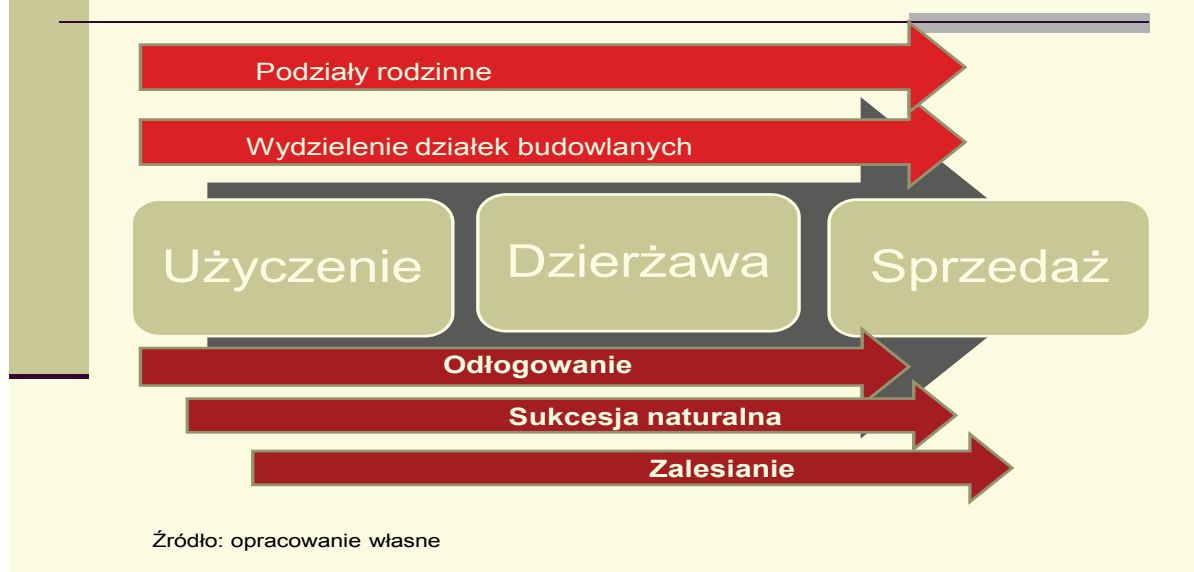 Podziały rodzinne
Wydzielenie działek budowlanych
Użyczenie
Dzierżawa
Sprzedaż
Odłogowanie
Sukcesja naturalna
Zalesianie
Źródło: opracowanie własne